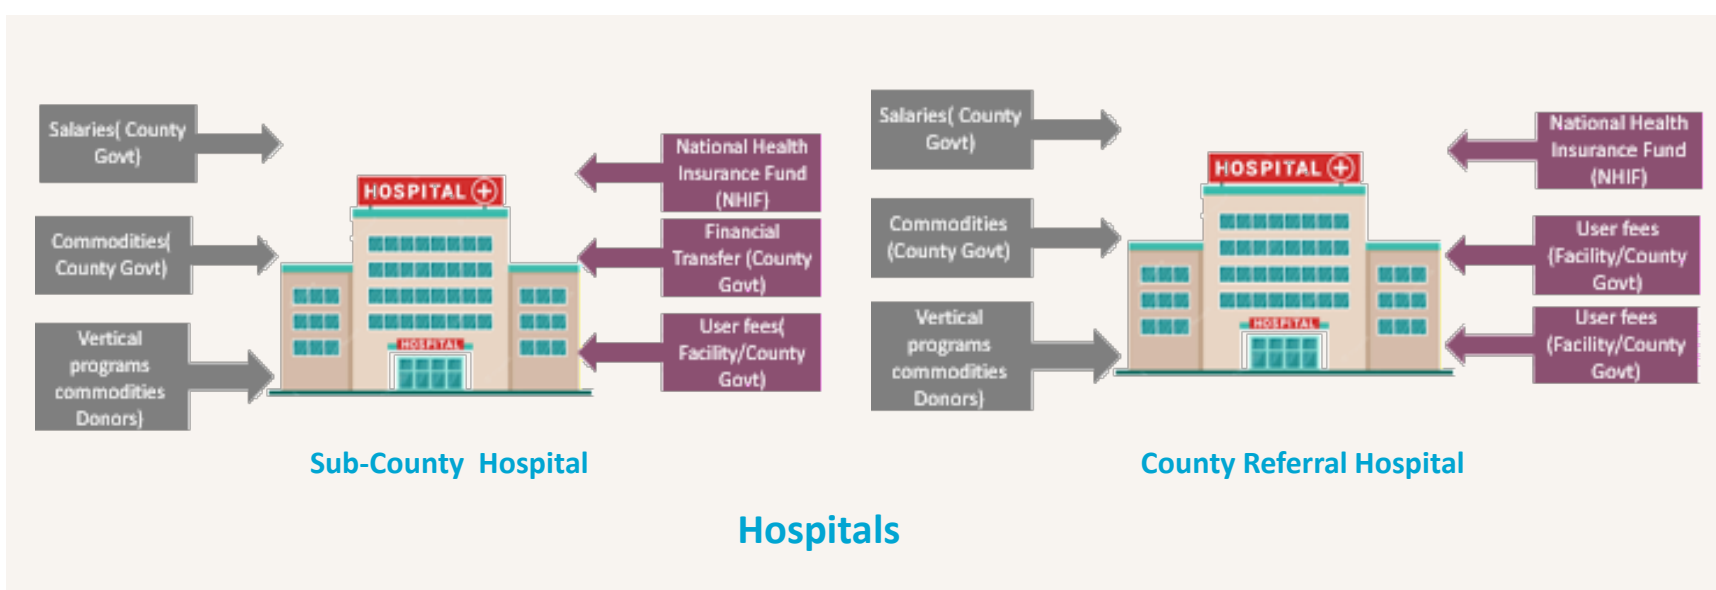 Salaries( County
Govt)
Commodities(
County Govt)
Vertical
programs
commodities
Donors)
HOSPITAL
HOSPITAL
National Health
Insurance Fund
(NHIF)
Financial
Transfer (County
Govt)
User fees(
Facility/County
Govt)
Sub-County Hospital
Salaries( County
Govt)
Commodities
(County Govt)
Vertical
programs
commodities
Donors)
HOSPITAL
HOSPITAL
National Health
Insurance Fund
(NHIF)
User fees
(Facility/County
Govt)
User fees
(Facility/County
Govt)
County Referral Hospital
Hospitals